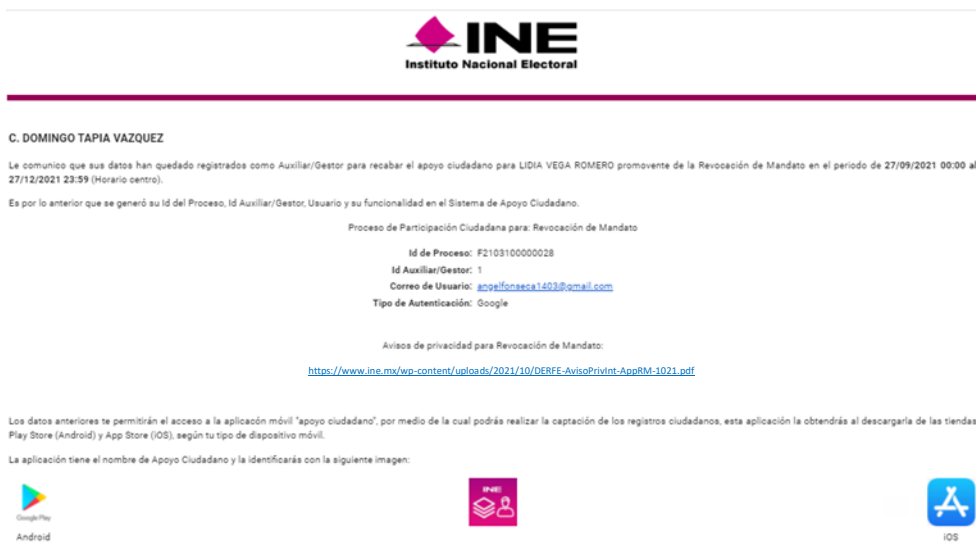 INE
Instituto Nacional Electoral
C. DOMINGO TAPIA VAZQUEZ
Le comunico que sus datos han quedado registrados como Auxiliar/Gestor para recabar el apoyo ciudadano para LIDIA VEGA ROMERO promovente de la Revocación de Mandato en el periodo de 27/09/2021 00:00 al
27/12/2021 23:59 (Horario centro).
Es por lo anterior que se generó su Id del Proceso, Id Auxiliar/Gestor, Usuario y su funcionalidad en el Sistema de Apoyo Ciudadano.
Proceso de Participación Ciudadana para: Revocación de Mandato
Id de Proceso: F2103100000028
Id Auxiliar/Gestor: 1
Correo de Usuario: angelfonseca1403@gmail.com
Tipo de Autenticación: Google
Avisos de privacidad para Revocación de Mandato:
https://www.ine.mx/wp-content/uploads/2021/10/DERFE-AvisoPrivInt-AppRM-1021.pdf
Los datos anteriores te permitirán el acceso a la aplicacón móvil "apoyo ciudadano", por medio de la cual podrás realizar la captación de los registros ciudadanos, esta aplicación la obtendrás al descargarla de las tiendas
Play Store (Android) y App Store (iOS), según tu tipo de dispositivo móvil.
La aplicación tiene el nombre de Apoyo Ciudadano y la identificarás con la siguiente imagen:
INE
Google Play
Android
iOS